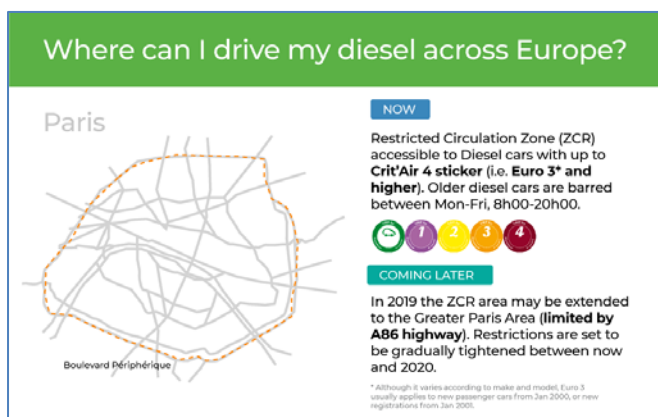 Where can I drive my diesel across Europe?
Paris
Boulevard Périphérique
NOW
Restricted Circulation Zone (ZCR)
accessible to Diesel cars with up to
Crit'Air 4 sticker (i.e. Euro 3* and
higher). Older diesel cars are barred
between Mon-Fri, 8h00-20h00.
1 2 3 4
COMING LATER
In 2019 the ZCR area may be extended
to the Greater Paris Area (limited by
A86 highway). Restrictions are set to
be gradually tightened between now
and 2020.
* Although it varies according to make and model, Euro 3
usually applies to new passenger cars from Jan 2000, or new
registrations from Jan 2001.